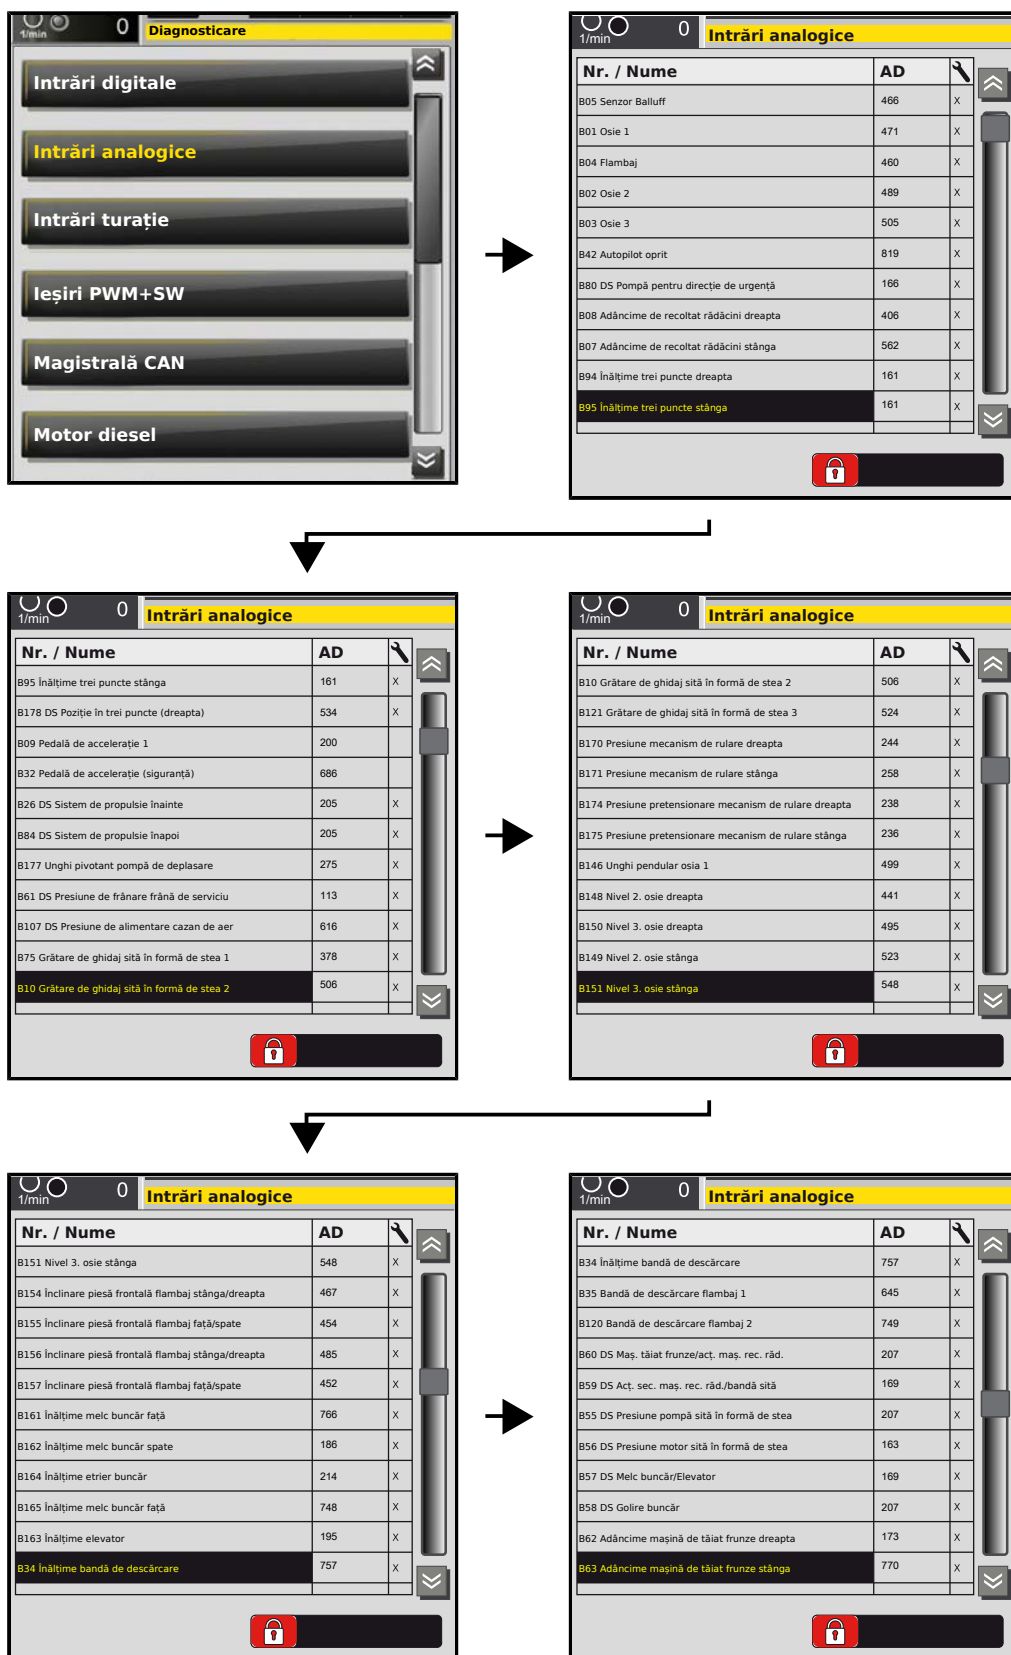 1/min 0 Diagnosticare
Intrări digitale
Intrări analogice
Intrări turație
Ieșiri PWM+SW
Magistrală CAN
Motor diesel
1/min 0 Intrări analogice
Nr. / Nume AD
B05 Senzor Balluff 466 X
B01 Osie 1 471 X
B04 Flambaj 460 X
B02 Osie 2 489 X
B03 Osie 3 505 X
B42 Autopilot oprit 819 X
B80 DS Pompă pentru direcție de urgență 166 X
B08 Adâncime de recoltat rădăcini dreapta 406 X
B07 Adâncime de recoltat rădăcini stânga 562 X
B94 Înălțime trei puncte dreapta 161 X
B95 Înălțime trei puncte stânga 161 X
1/min 0 Intrări analogice
Nr. / Nume AD
B95 Înălțime trei puncte stânga 161 X
B178 DS Poziție în trei puncte (dreapta) 534 X
B09 Pedală de accelerație 1 200
B32 Pedală de accelerație (siguranță) 686
B26 DS Sistem de propulsie înainte 205 X
B84 DS Sistem de propulsie înapoi 205 X
B177 Unghi pivotant pompă de deplasare 275 X
B61 DS Presiune de frânare frână de serviciu 113 X
B107 DS Presiune de alimentare cazan de aer 616 X
B75 Grătare de ghidaj sită în formă de stea 1 378 X
B10 Grătare de ghidaj sită în formă de stea 2 506 X
1/min 0 Intrări analogice
Nr. / Nume AD
B10 Grătare de ghidaj sită în formă de stea 2 506 X
B121 Grătare de ghidaj sită în formă de stea 3 524 X
B170 Presiune mecanism de rulare dreapta 244 X
B171 Presiune mecanism de rulare stânga 258 X
B174 Presiune pretensionare mecanism de rulare dreapta 238 X
B175 Presiune pretensionare mecanism de rulare stânga 236 X
B146 Unghi pendular osia 1 499 X
B148 Nivel 2. osie dreapta 441 X
B150 Nivel 3. osie dreapta 495 X
B149 Nivel 2. osie stânga 523 X
B151 Nivel 3. osie stânga 548 X
1/min 0 Intrări analogice
Nr. / Nume AD
B151 Nivel 3. osie stânga 548 X
B154 Înclinare piesă frontală flambaj stânga/dreapta 467 X
B155 Înclinare piesă frontală flambaj față/spate 454 X
B156 Înclinare piesă frontală flambaj stânga/dreapta 485 X
B157 Înclinare piesă frontală flambaj față/spate 452 X
B161 Înălțime melc buncăr față 766 X
B162 Înălțime melc buncăr spate 186 X
B164 Înălțime etrier buncăr 214 X
B165 Înălțime melc buncăr față 748 X
B163 Înălțime elevator 195 X
B34 Înălțime bandă de descărcare 757 X
1/min 0 Intrări analogice
Nr. / Nume AD
B34 Înălțime bandă de descărcare 757 X
B35 Bandă de descărcare flambaj 1 645 X
B120 Bandă de descărcare flambaj 2 749 X
B60 DS Maș. tăiat frunze/acț. maș. rec. răd. 207 X
B59 DS Acț. sec. maș. rec. răd./bandă sită 169 X
B55 DS Presiune pompă sită în formă de stea 207 X
B56 DS Presiune motor sită în formă de stea 163 X
B57 DS Melc buncăr/Elevator 169 X
B58 DS Golire buncăr 207 X
B62 Adâncime mașină de tăiat frunze dreapta 173 X
B63 Adâncime mașină de tăiat frunze stânga 770 X